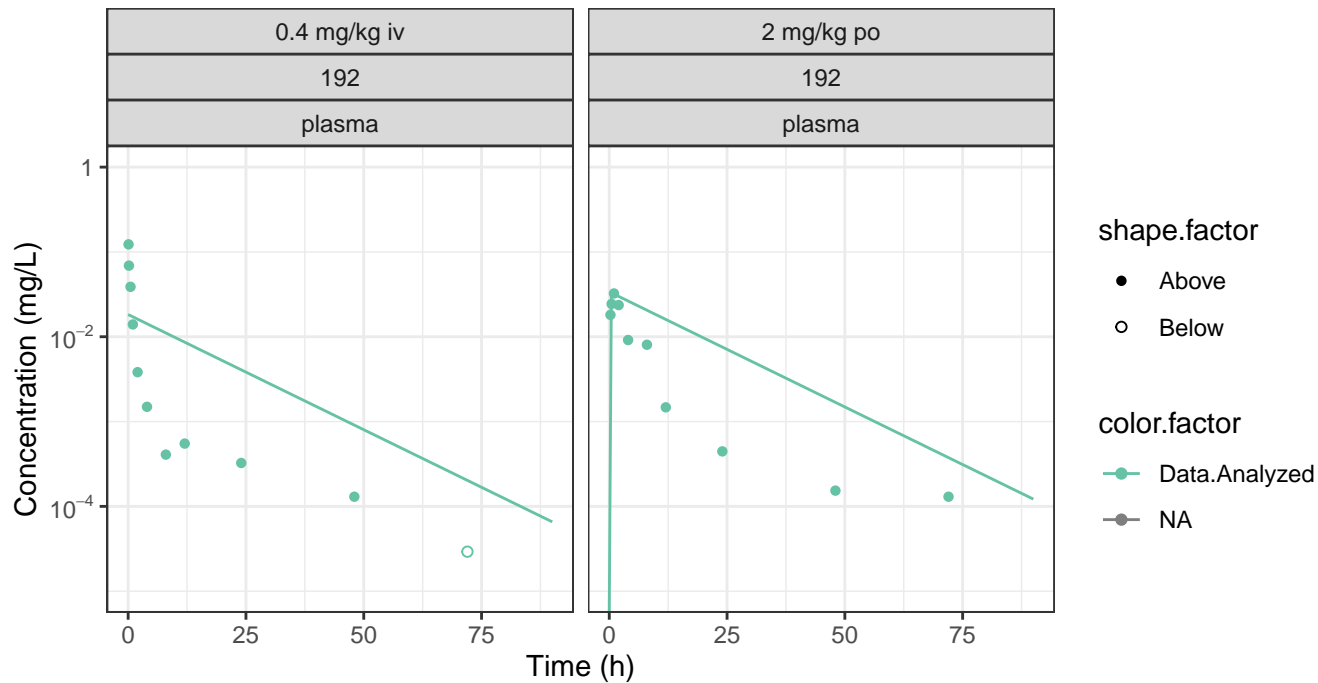 0.4 mg/kg iv
2 mg/kg po
192
192
plasma
plasma
Concentration (mg/L)
1
10⁻²
10⁻⁴
0
25
50
75
0
25
50
75
Time (h)
shape.factor
Above
Below
color.factor
Data.Analyzed
NA